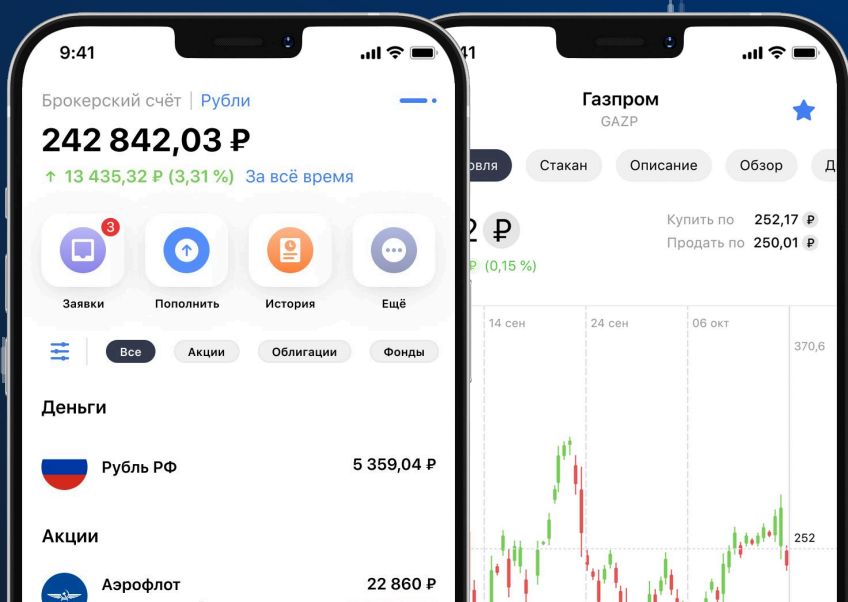 9:41
Брокерский счёт | Рубли
242 842,03 ₽
↑ 13 435,32 ₽ (3,31 %) За всё время
3
Заявки Пополнить История Ещё
Все Акции Облигации Фонды
Деньги
Рубль РФ 5 359,04 ₽
Акции
Аэрофлот 22 860 ₽
41
Газпром
GAZP
овля Стакан Описание Обзор Д
2 ₽
Купить по 252,17 ₽
Продать по 250,01 ₽
₽ (0,15 %)
14 сен 24 сен 06 окт
370,6
252